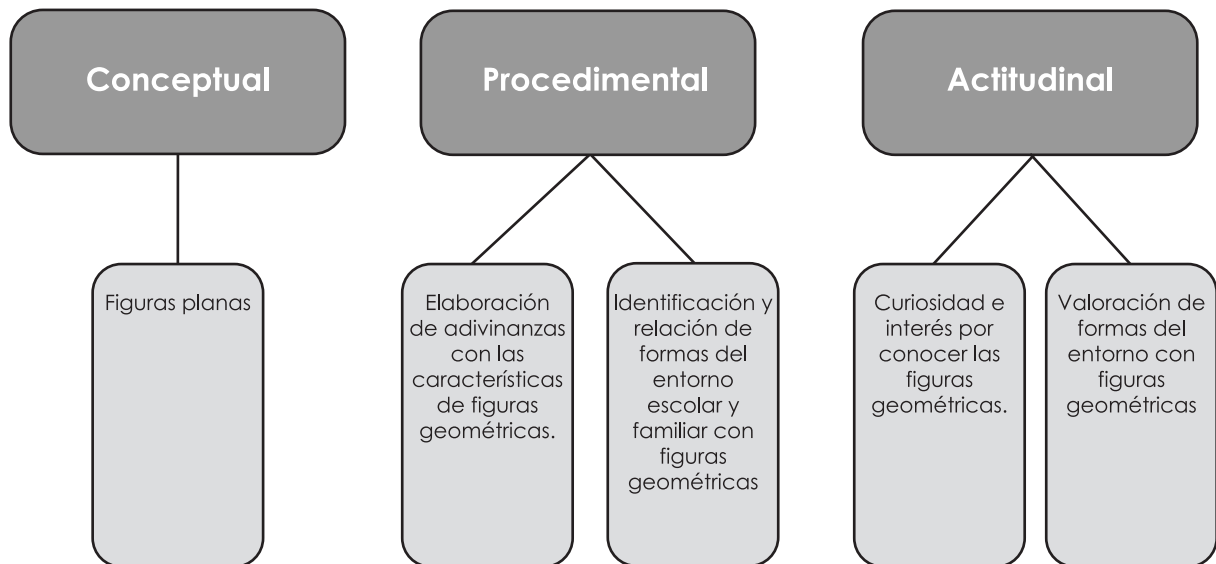 Conceptual
Procedimental
Actitudinal
Figuras planas
Elaboración
de adivinanzas
con las
características
de figuras
geométricas.
Identificación y
relación de
formas del
entorno
escolar y
familiar con
figuras
geométricas
Curiosidad e
interés por
conocer las
figuras
geométricas.
Valoración de
formas del
entorno con
figuras
geométricas